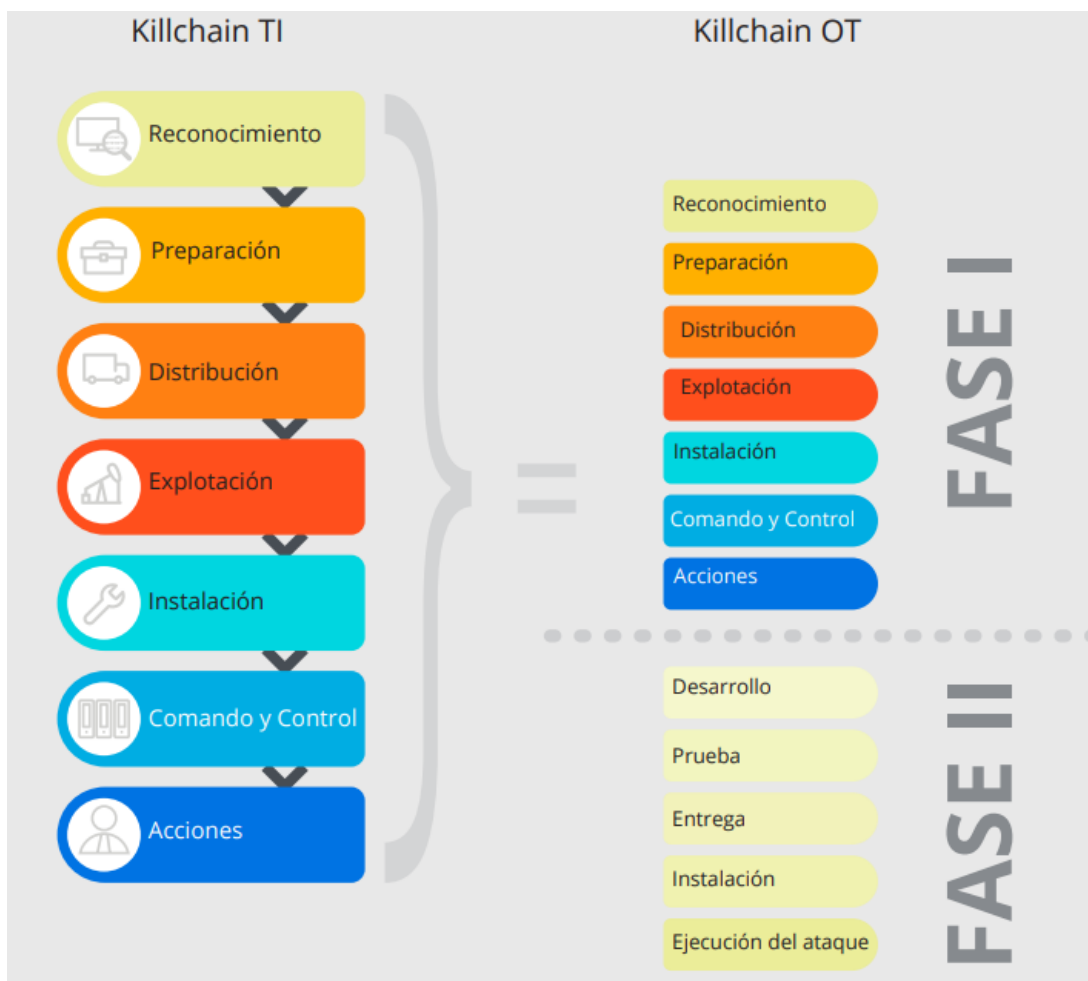 Killchain TI
Killchain OT
Reconocimiento
Preparación
Distribución
Explotación
Instalación
Comando y Control
Acciones
=
Reconocimiento
Preparación
Distribución
Explotación
Instalación
Comando y Control
Acciones
FASE I
Desarrollo
Prueba
Entrega
Instalación
Ejecución del ataque
FASE II